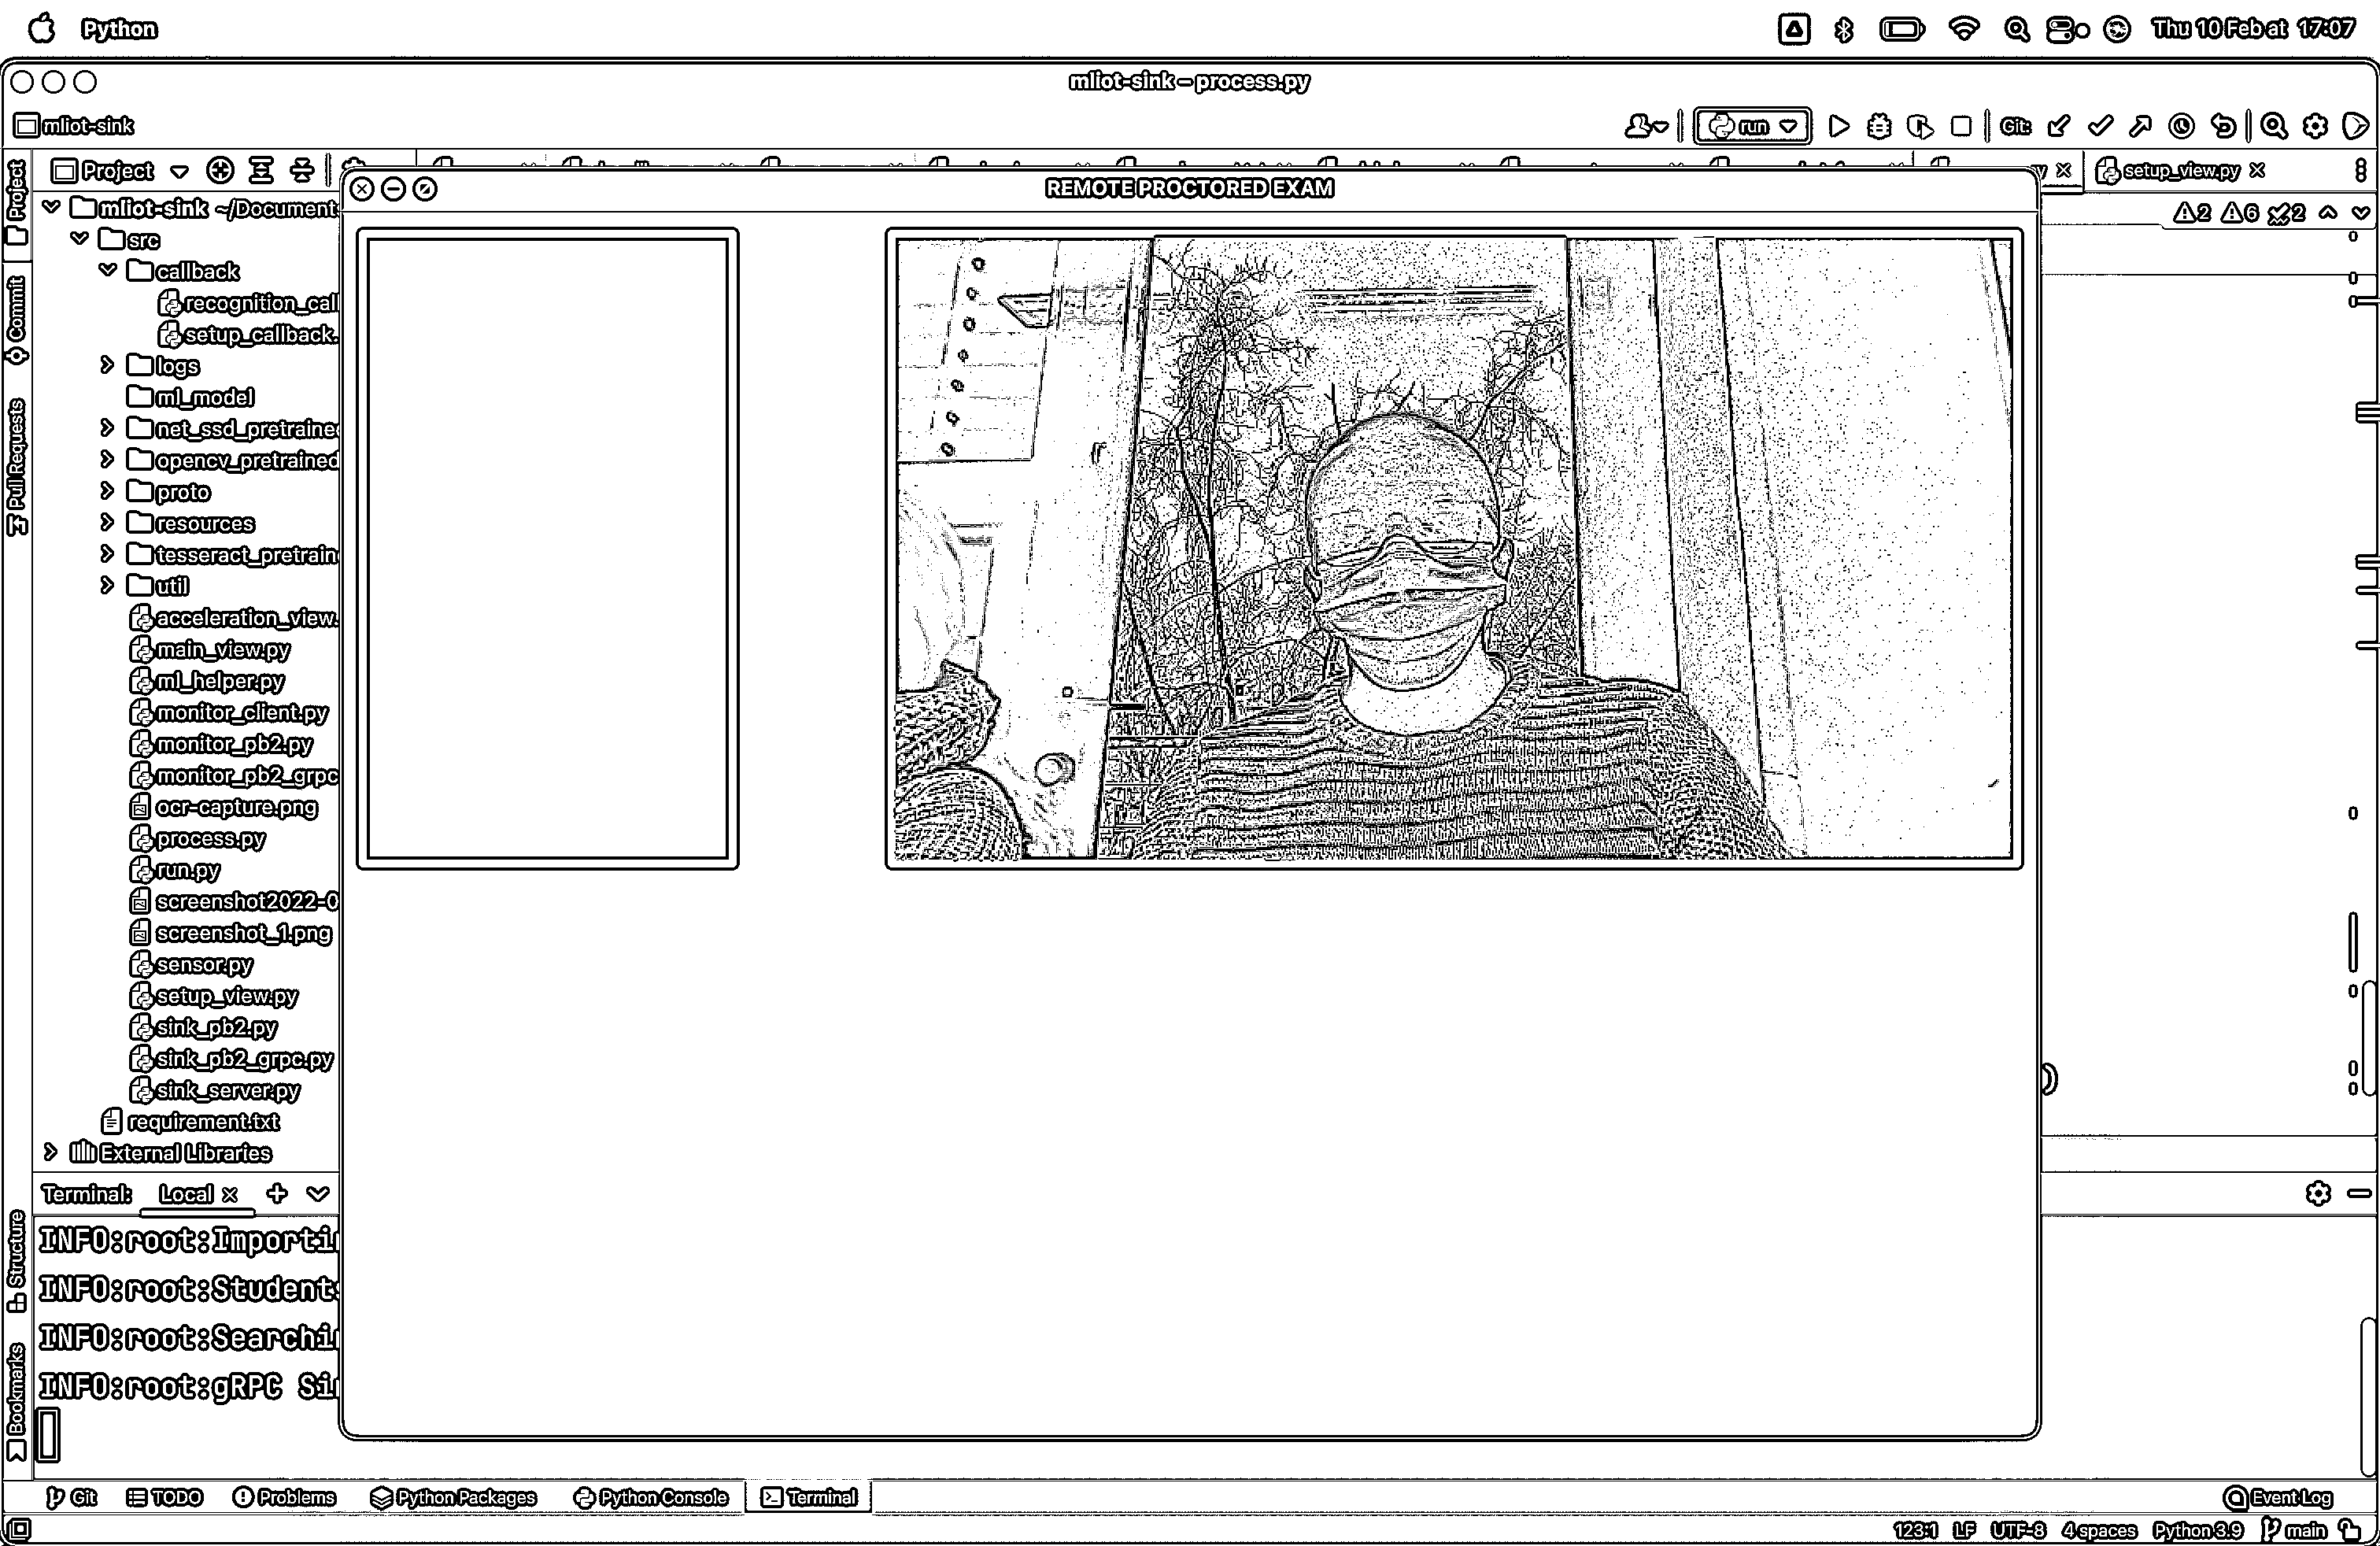 Python
Thu 10 Feb at 17:07
mliot-sink – process.py
mliot-sink
run
Git:
Project
setup_view.py
REMOTE PROCTORED EXAM
2 6 2
mliot-sink ~/Document
src
callback
recognition_call
setup_callback.
logs
ml_model
net_ssd_pretrained
opencv_pretrained
proto
resources
tesseract_pretrain
util
acceleration_view.
main_view.py
ml_helper.py
monitor_client.py
monitor_pb2.py
monitor_pb2_grpc
ocr-capture.png
process.py
run.py
screenshot2022-0
screenshot_1.png
sensor.py
setup_view.py
sink_pb2.py
sink_pb2_grpc.py
sink_server.py
requirement.txt
External Libraries
Project
Commit
Pull Requests
Structure
Bookmarks
Terminal: Local
INFO:root:Importi
INFO:root:Student
INFO:root:Searchi
INFO:root:gRPC Si
Git TODO Problems Python Packages Python Console Terminal Event Log
123:1 LF UTF-8 4 spaces Python 3.9 main